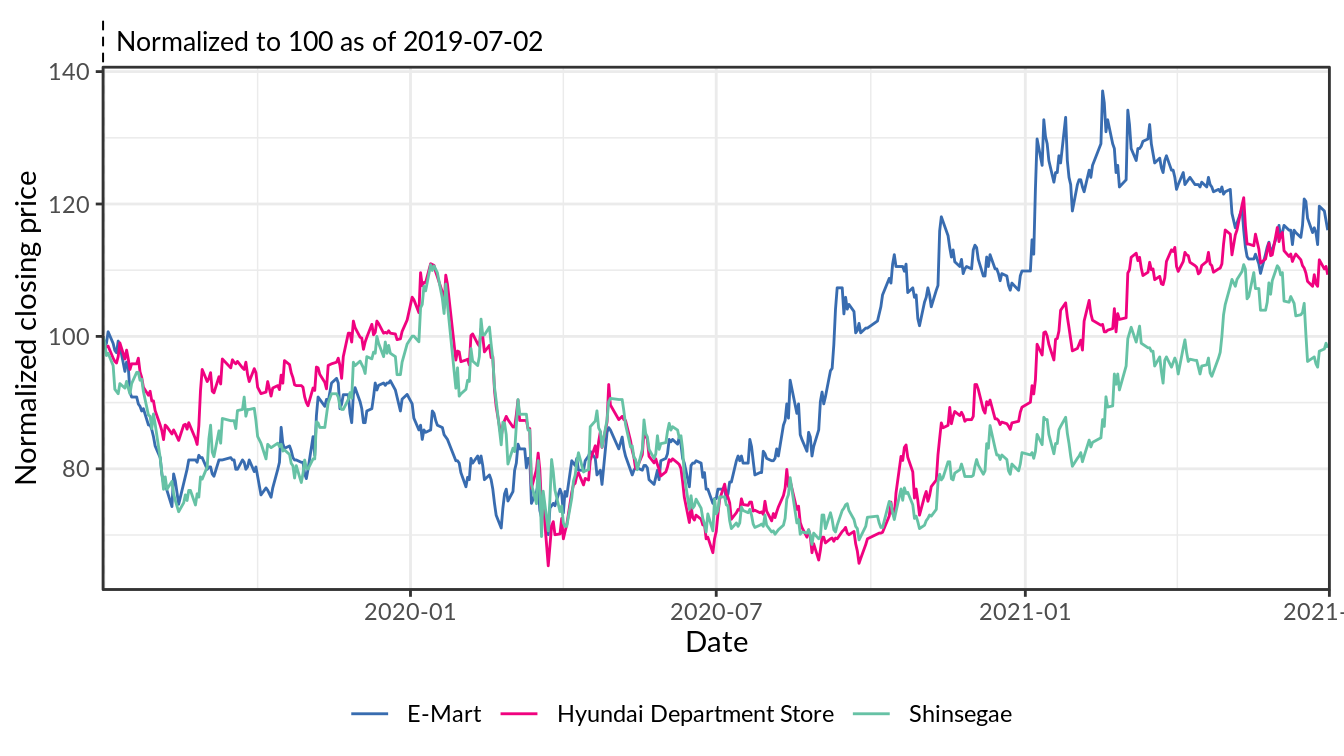 Normalized to 100 as of 2019-07-02
140
120
100
80
Normalized closing price
2020-01
2020-07
2021-01
2021-
Date
E-Mart
Hyundai Department Store
Shinsegae